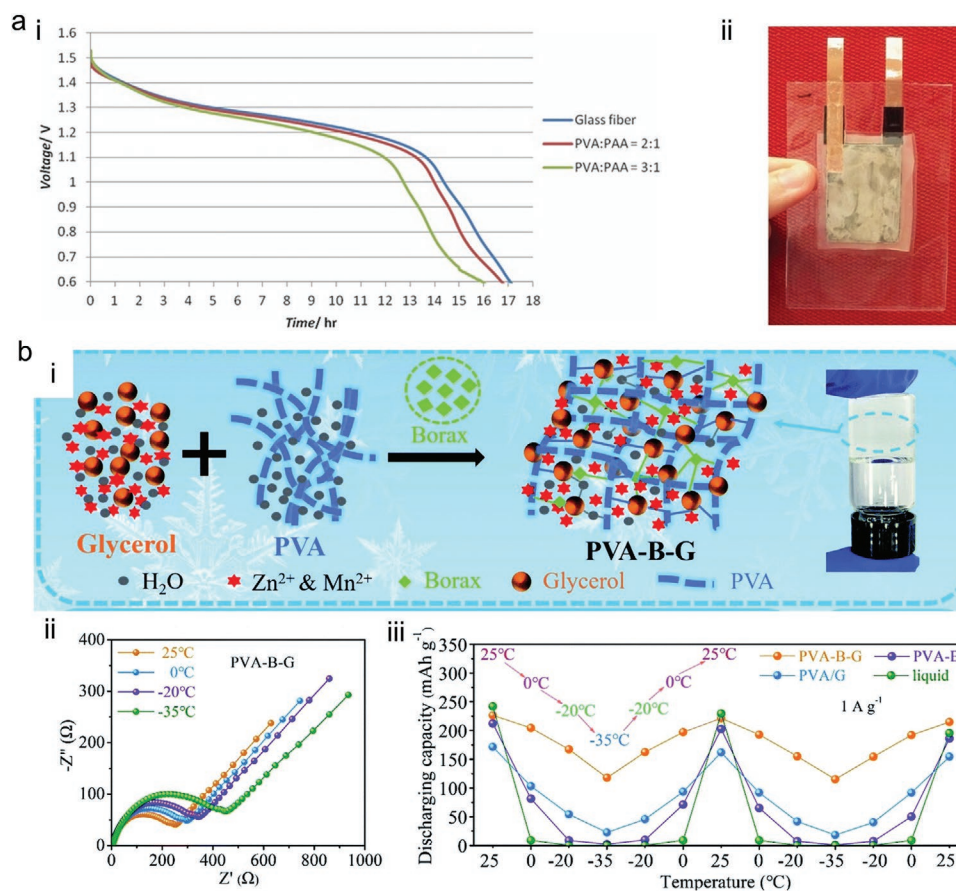 a
i
ii
1.6
1.5
1.4
1.3
1.2
1.1
1
0.9
0.8
0.7
0.6
Voltage/ V
0 1 2 3 4 5 6 7 8 9 10 11 12 13 14 15 16 17 18
Time/ hr
Glass fiber
PVA:PAA = 2:1
PVA:PAA = 3:1
b
i
Borax
Glycerol
PVA
PVA-B-G
H₂O
Zn²⁺ & Mn²⁺
Borax
Glycerol
PVA
ii
400
300
200
100
0
-Z'' (Ω)
25℃
0℃
-20℃
-35℃
PVA-B-G
0 200 400 600 800 1000
Z' (Ω)
iii
350
300
250
200
150
100
50
0
Discharging capacity (mAh g⁻¹)
25℃
0℃
-20℃
-35℃
-20℃
0℃
25℃
PVA-B-G
PVA-B
PVA/G
liquid
1 A g⁻¹
25 0 -20 -35 -20 0 25 0 -20 -35 -20 0 25
Temperature (℃)